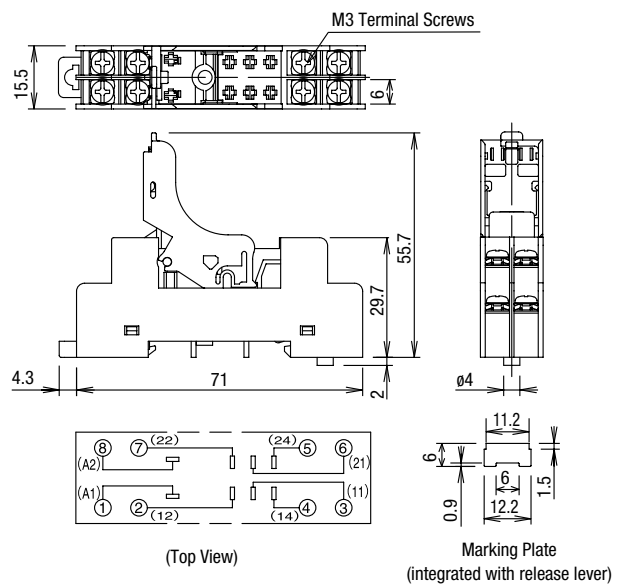 M3 Terminal Screws
15.5
6
55.7
29.7
4.3
71
2
ø4
⑧ ⑦ (22) (24) ⑤ ⑥
(A2) (21)
(A1) (11)
① ② (12) (14) ④ ③
(Top View)
11.2
6
1.5
6
0.9
12.2
Marking Plate
(integrated with release lever)